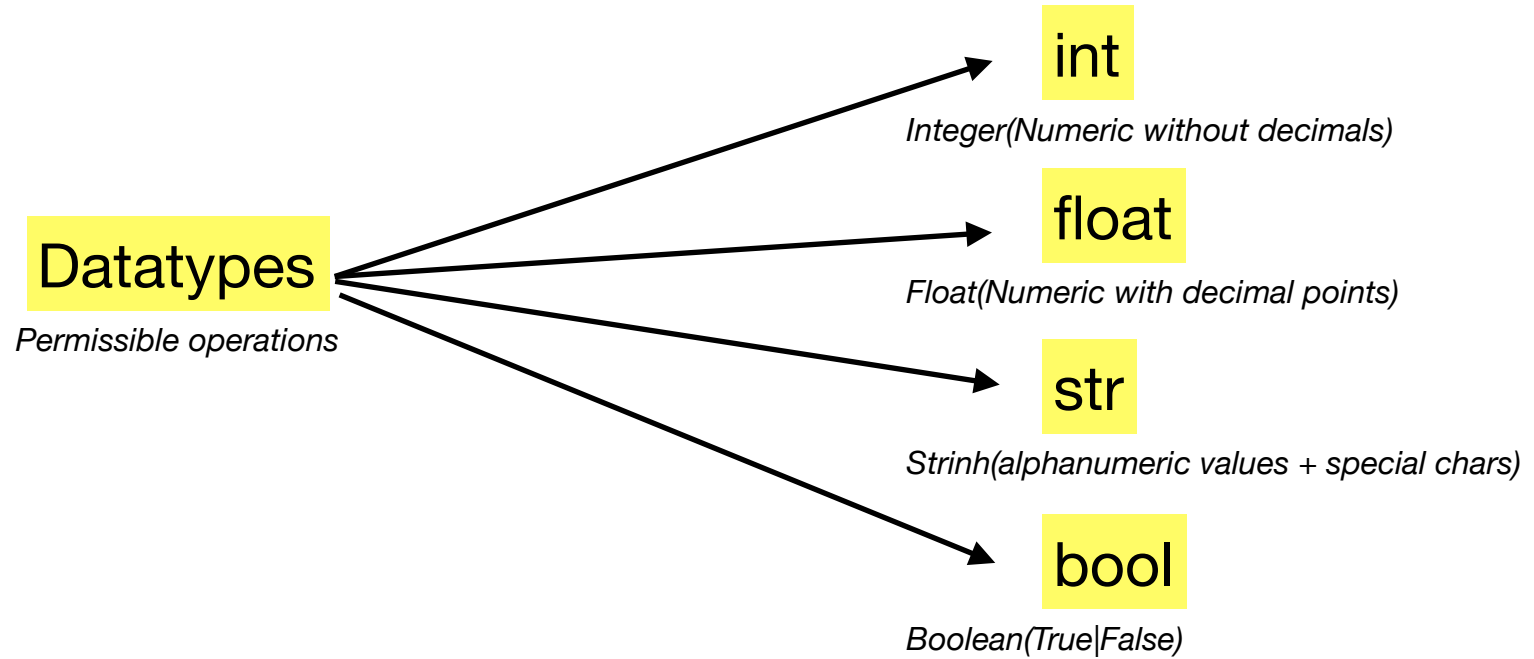 Datatypes
Permissible operations
int
Integer(Numeric without decimals)
float
Float(Numeric with decimal points)
str
Strinh(alphanumeric values + special chars)
bool
Boolean(True|False)